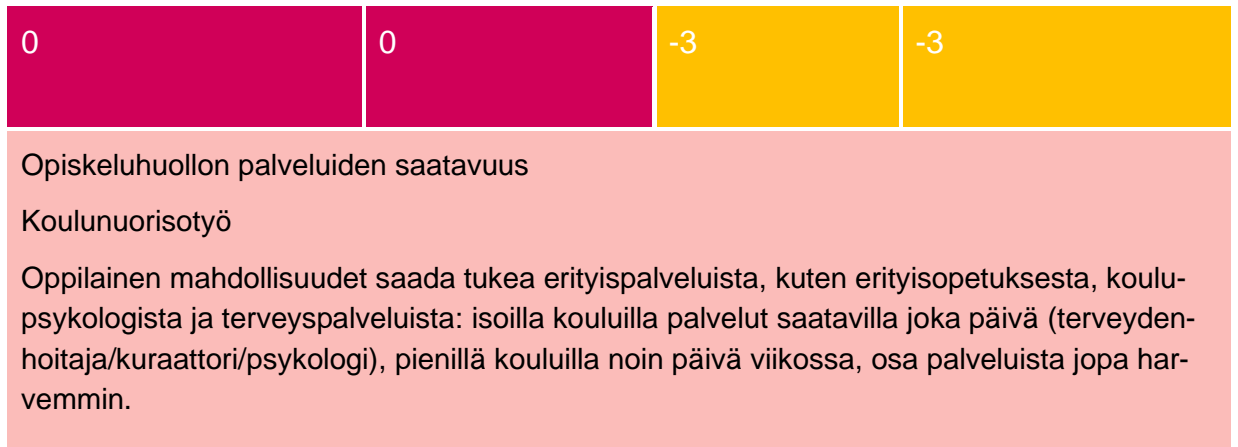 0 0 -3 -3
Opiskeluhuollon palveluiden saatavuus
Koulunuorisotyö
Oppilainen mahdollisuudet saada tukea erityispalveluista, kuten erityisopetuksesta, koulu-
psykologista ja terveyspalveluista: isoilla kouluilla palvelut saatavilla joka päivä (terveyden-
hoitaja/kuraattori/psykologi), pienillä kouluilla noin päivä viikossa, osa palveluista jopa har-
vemmin.